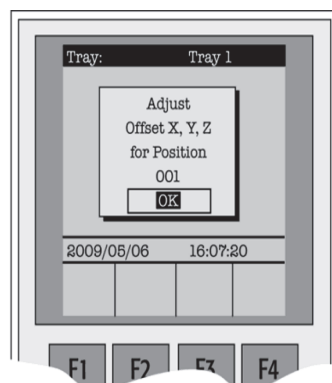 Tray: Tray 1
Adjust
Offset X, Y, Z
for Position
001
OK
2009/05/06 16:07:20
F1 F2 F3 F4